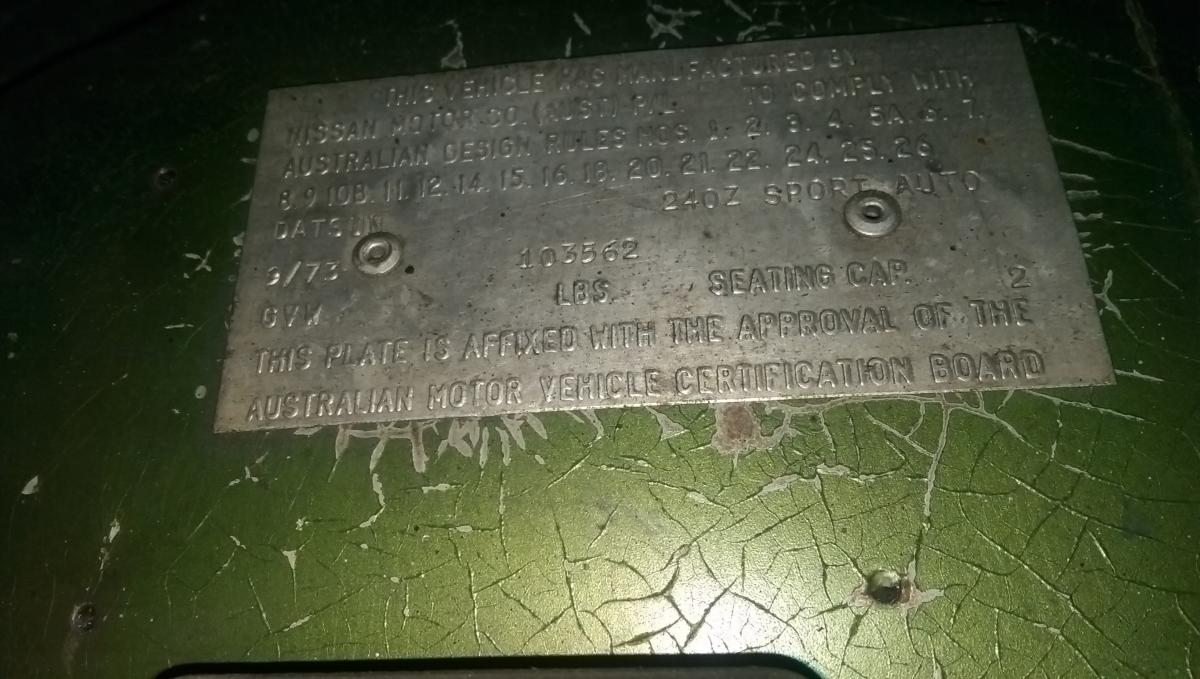 THIS VEHICLE WAS MANUFACTURED BY
NISSAN MOTOR CO. (AUST) P/L TO COMPLY WITH
AUSTRALIAN DESIGN RULES NOS. 1. 2. 3. 4. 5A. 6. 7.
8. 9 10B. 11. 12. 14. 15. 16. 18. 20. 21. 22. 24. 25. 26
DATSUN 240Z SPORT AUTO
9/73 103562
GVW LBS. SEATING CAP. 2
THIS PLATE IS AFFIXED WITH THE APPROVAL OF THE
AUSTRALIAN MOTOR VEHICLE CERTIFICATION BOARD